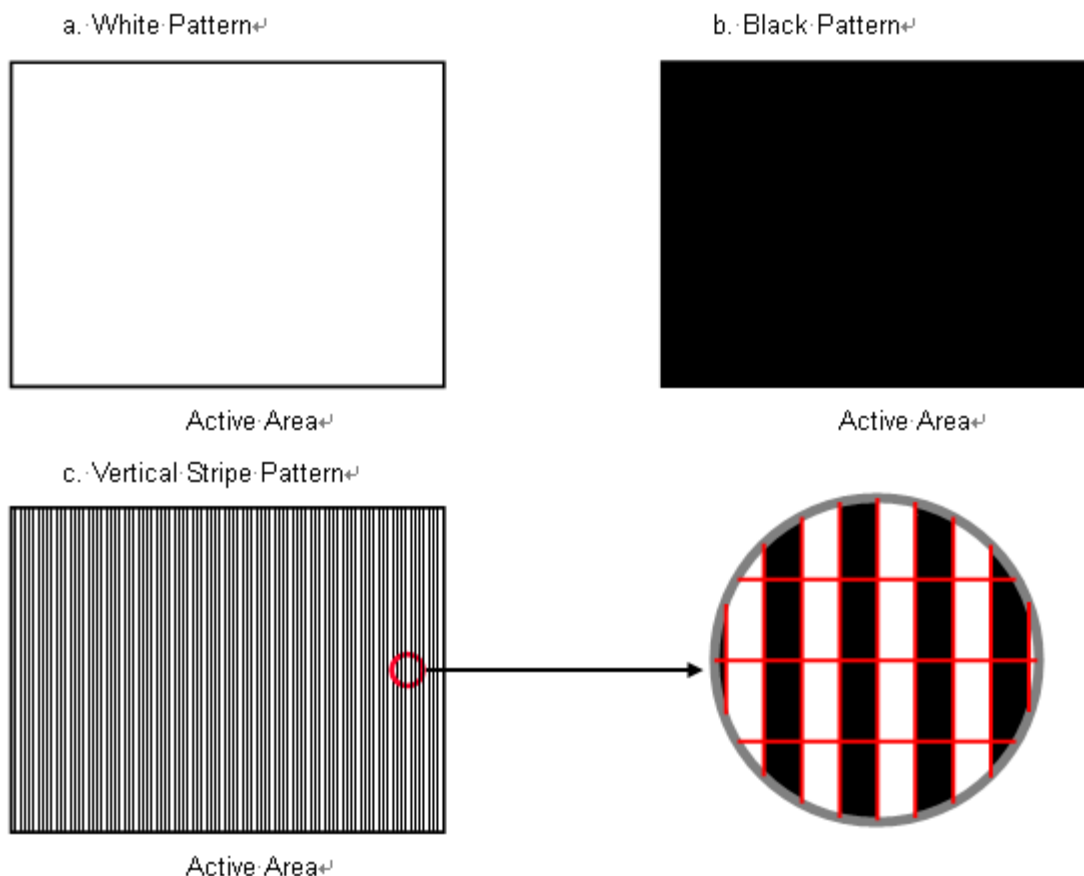 a. White Pattern↵
b. Black Pattern↵
Active Area↵
Active Area↵
c. Vertical Stripe Pattern↵
Active Area↵